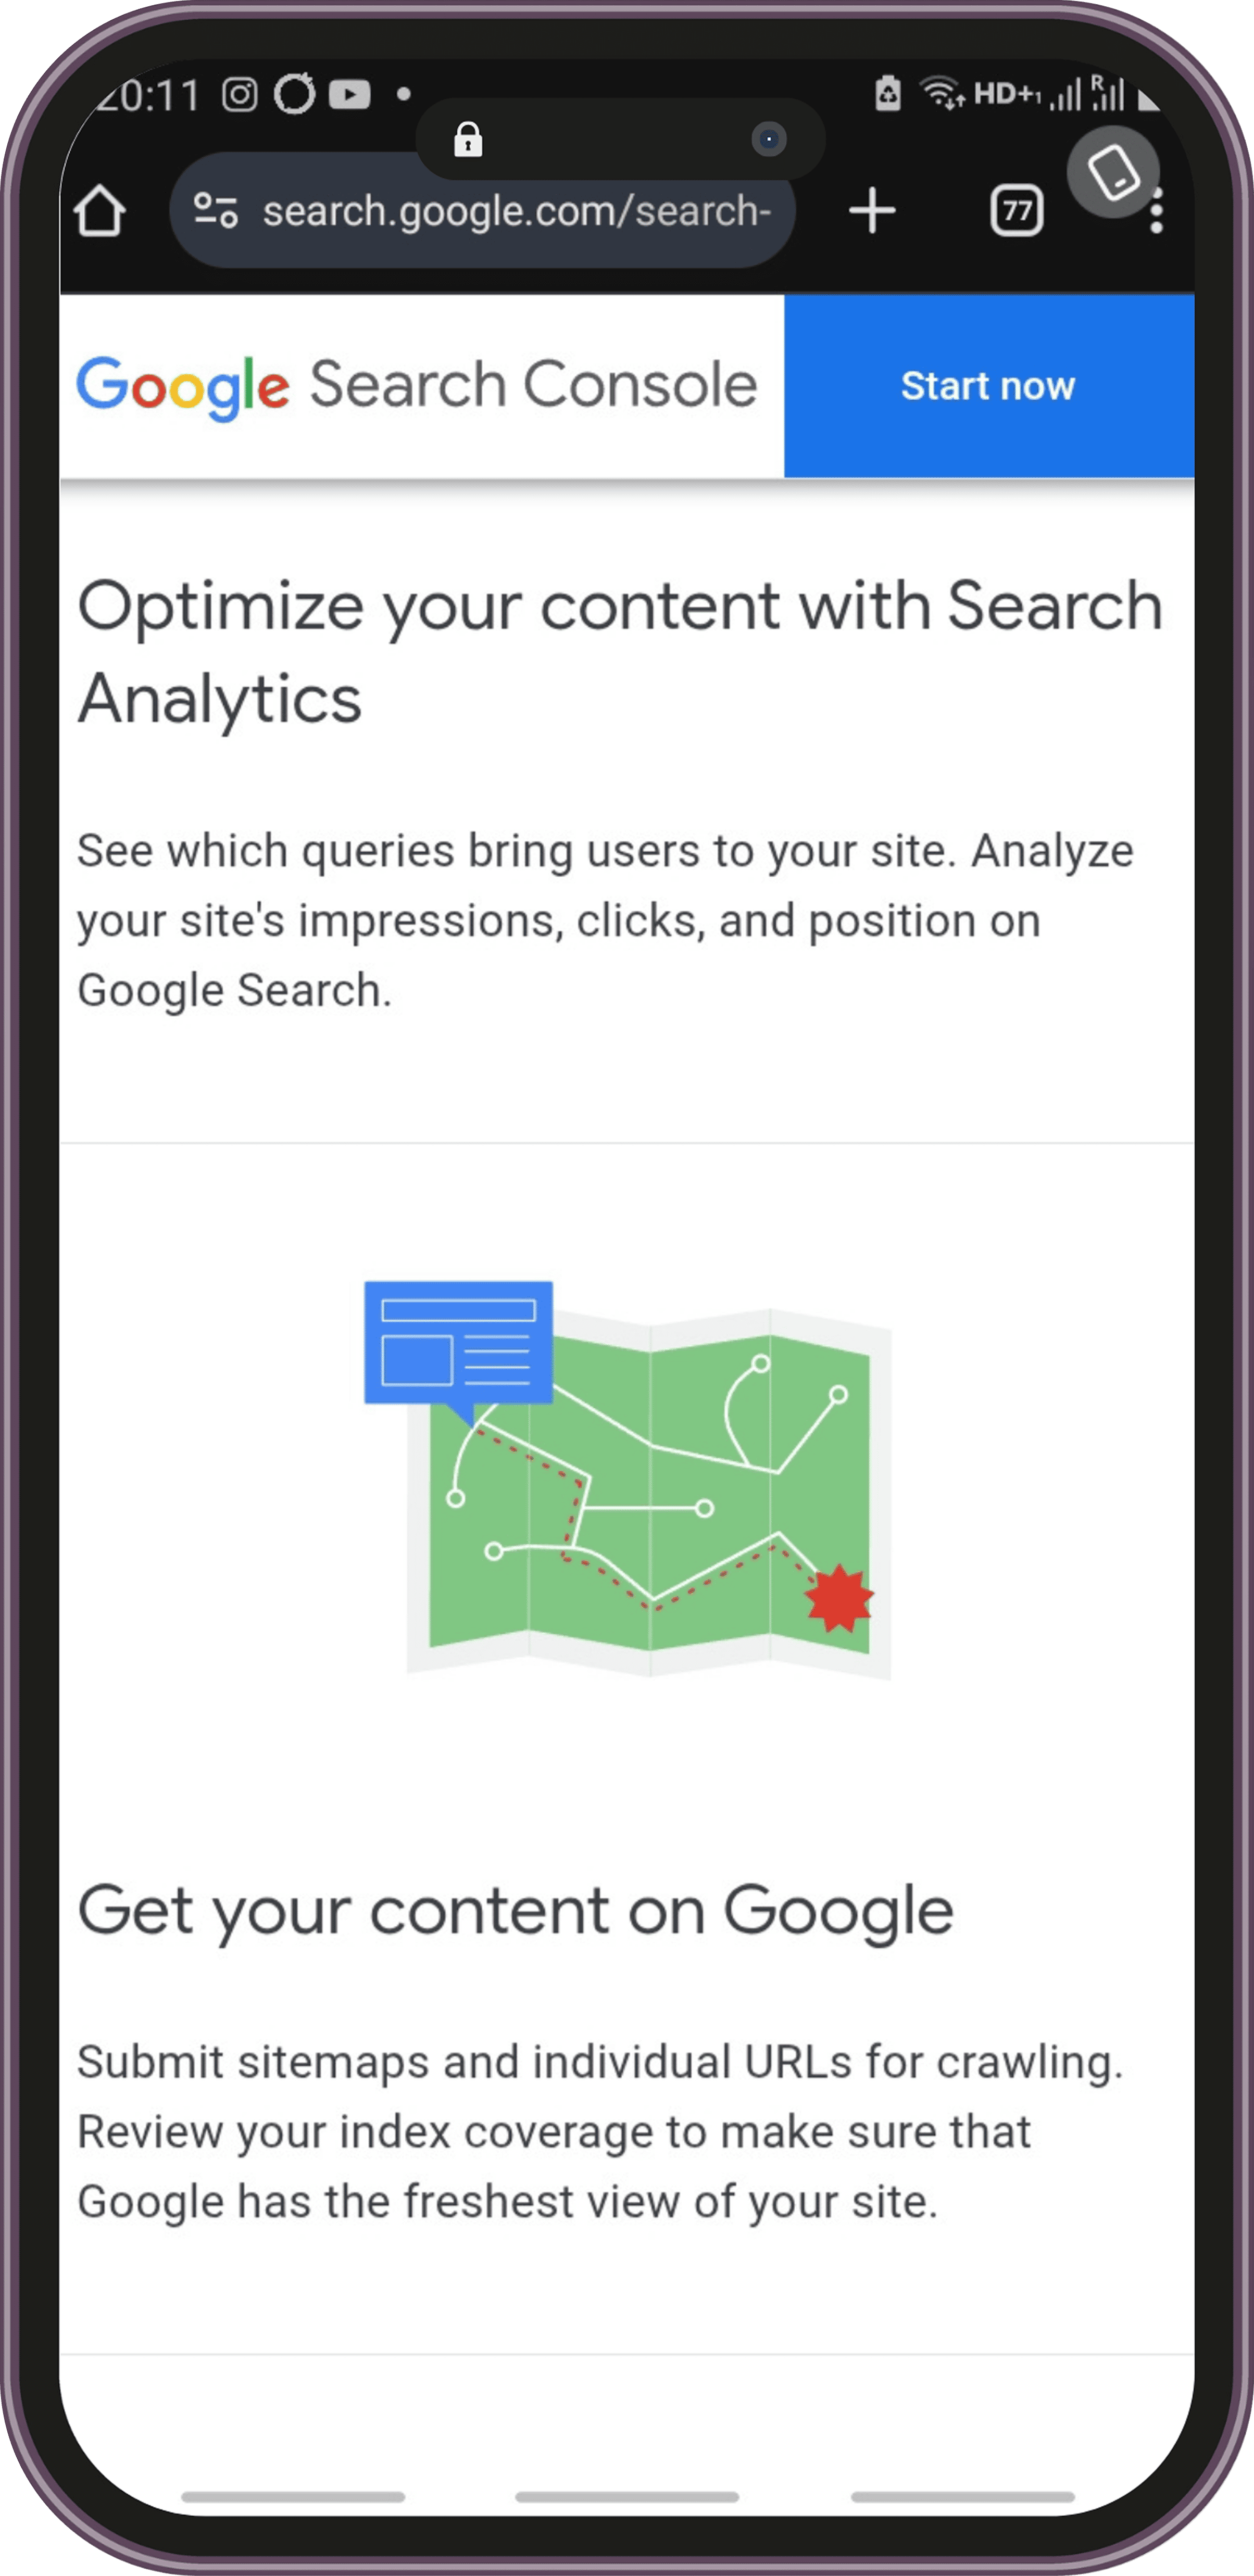 20:11 HD+1 R
search.google.com/search-
77
Google Search Console
Start now
Optimize your content with Search
Analytics
See which queries bring users to your site. Analyze
your site's impressions, clicks, and position on
Google Search.
Get your content on Google
Submit sitemaps and individual URLs for crawling.
Review your index coverage to make sure that
Google has the freshest view of your site.